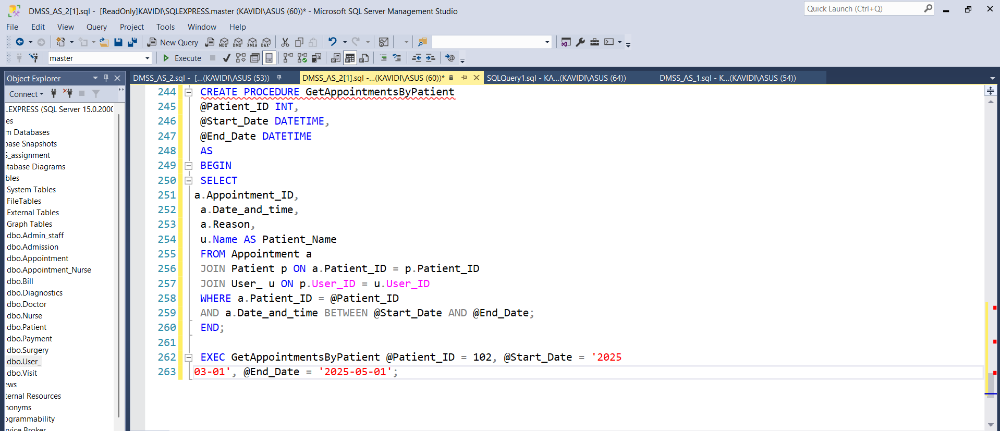 DMSS_AS_2[1].sql - [ReadOnly]KAVIDI\SQLEXPRESS.master (KAVIDI\ASUS (60))* - Microsoft SQL Server Management Studio
Quick Launch (Ctrl+Q)
File Edit View Query Project Tools Window Help
New Query MDX DMX XMLA DAX
master Execute
Object Explorer
DMSS_AS_2.sql - [...(KAVIDI\ASUS (53)) DMSS_AS_2[1].sql -...(KAVIDI\ASUS (60))* SQLQuery1.sql - KA...(KAVIDI\ASUS (64)) DMSS_AS_1.sql - K...(KAVIDI\ASUS (54))
Connect
LEXPRESS (SQL Server 15.0.2000
es
m Databases
base Snapshots
S_assignment
atabase Diagrams
bles
System Tables
FileTables
External Tables
Graph Tables
dbo.Admin_staff
dbo.Admission
dbo.Appointment
dbo.Appointment_Nurse
dbo.Bill
dbo.Diagnostics
dbo.Doctor
dbo.Nurse
dbo.Patient
dbo.Payment
dbo.Surgery
dbo.User_
dbo.Visit
ews
ternal Resources
nonyms
ogrammability
rvice Broker
244 CREATE PROCEDURE GetAppointmentsByPatient
245 @Patient_ID INT,
246 @Start_Date DATETIME,
247 @End_Date DATETIME
248 AS
249 BEGIN
250 SELECT
251 a.Appointment_ID,
252 a.Date_and_time,
253 a.Reason,
254 u.Name AS Patient_Name
255 FROM Appointment a
256 JOIN Patient p ON a.Patient_ID = p.Patient_ID
257 JOIN User_ u ON p.User_ID = u.User_ID
258 WHERE a.Patient_ID = @Patient_ID
259 AND a.Date_and_time BETWEEN @Start_Date AND @End_Date;
260 END;
261
262 EXEC GetAppointmentsByPatient @Patient_ID = 102, @Start_Date = '2025
263 03-01', @End_Date = '2025-05-01';